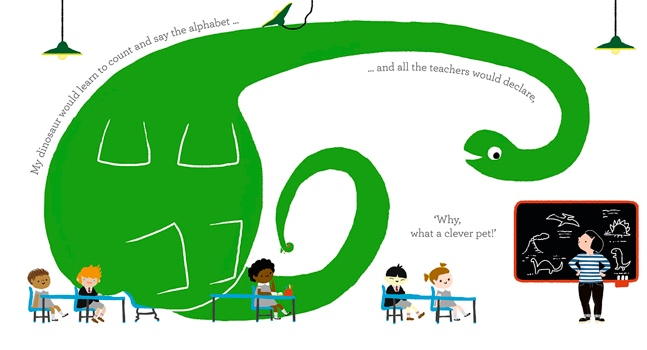 My dinosaur would learn to count and say the alphabet ...
... and all the teachers would declare,
‘Why,
what a clever pet!’